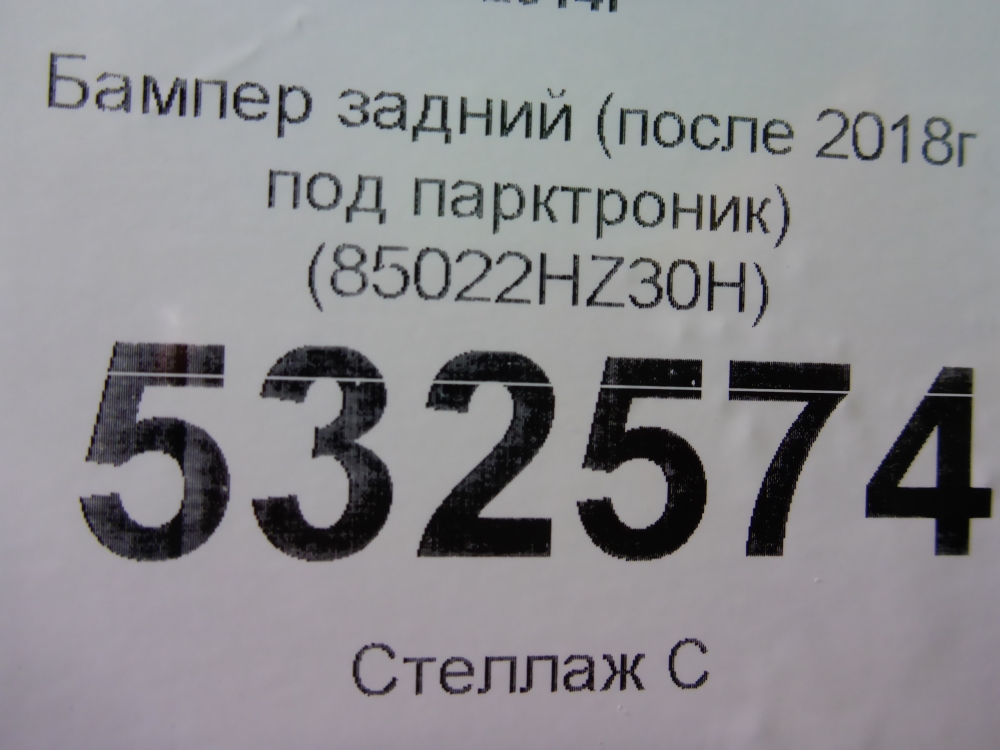 Бампер задний (после 2018г
под парктроник)
(85022HZ30H)
532574
Стеллаж С